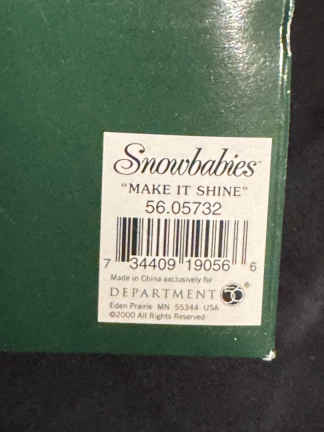 Snowbabies™
"MAKE IT SHINE"
56.05732
7 34409 19056 6
Made in China exclusively for
DEPARTMENT 56®
Eden Prairie MN 55344 USA
©2000 All Rights Reserved